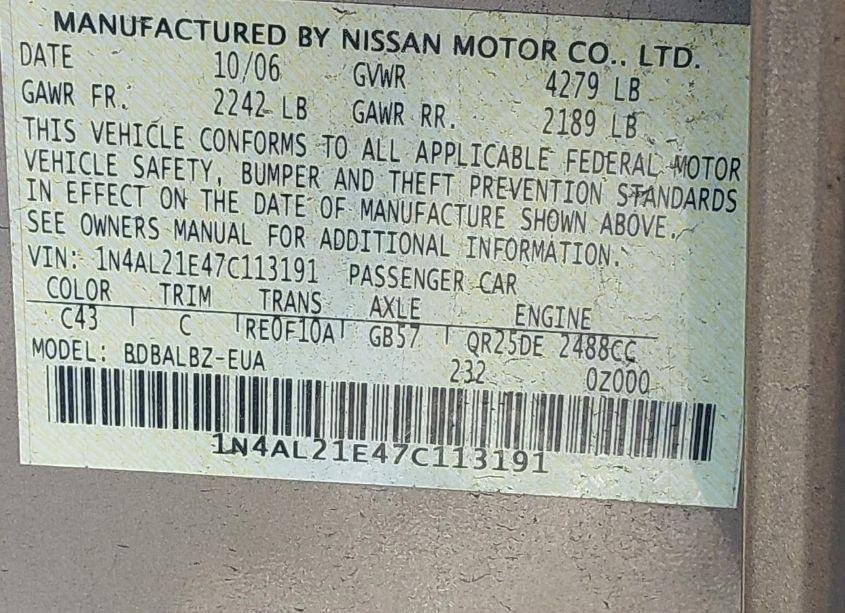 MANUFACTURED BY NISSAN MOTOR CO., LTD.
DATE 10/06 GVWR 4279 LB
GAWR FR. 2242 LB GAWR RR. 2189 LB
THIS VEHICLE CONFORMS TO ALL APPLICABLE FEDERAL MOTOR
VEHICLE SAFETY, BUMPER AND THEFT PREVENTION STANDARDS
IN EFFECT ON THE DATE OF MANUFACTURE SHOWN ABOVE.
SEE OWNERS MANUAL FOR ADDITIONAL INFORMATION.
VIN: 1N4AL21E47C113191 PASSENGER CAR
COLOR TRIM TRANS AXLE ENGINE
C43 C RE0F10A GB57 QR25DE 2488CC
MODEL: BDBALBZ-EUA 232 0Z000
1N4AL21E47C113191